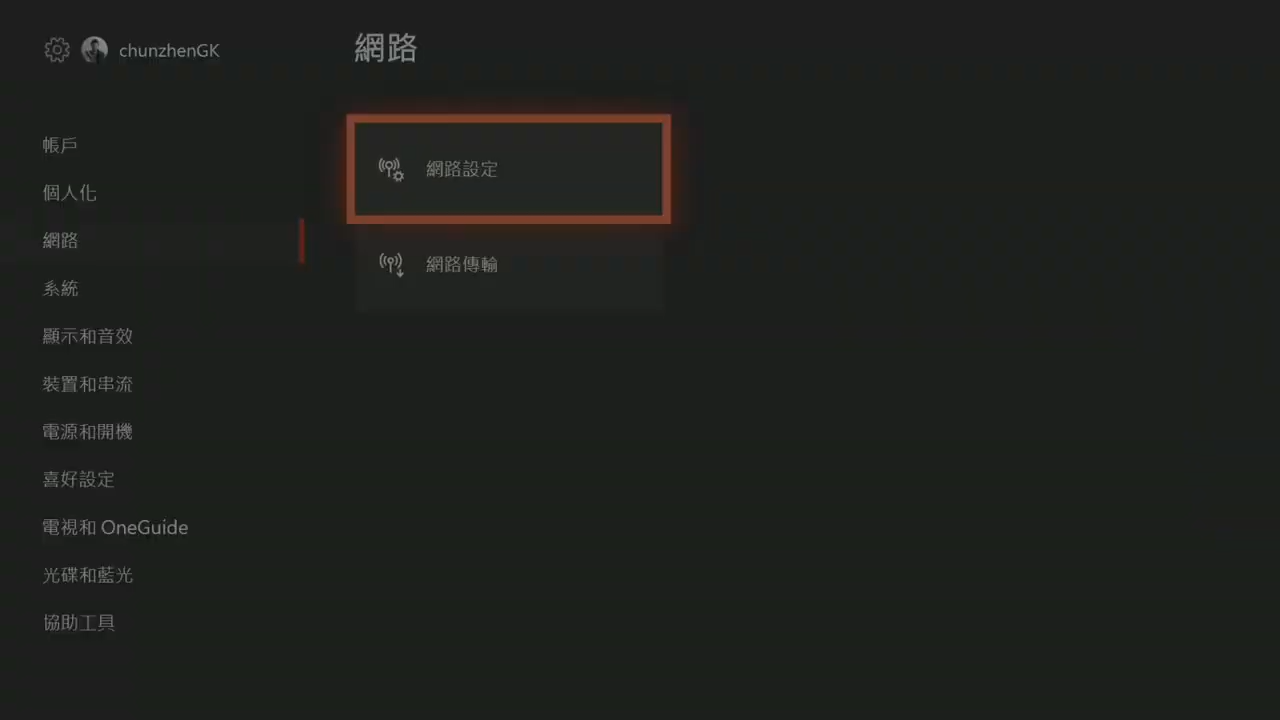 chunzhenGK
網路
帳戶
個人化
網路
系統
顯示和音效
裝置和串流
電源和開機
喜好設定
電視和 OneGuide
光碟和藍光
協助工具
網路設定
網路傳輸